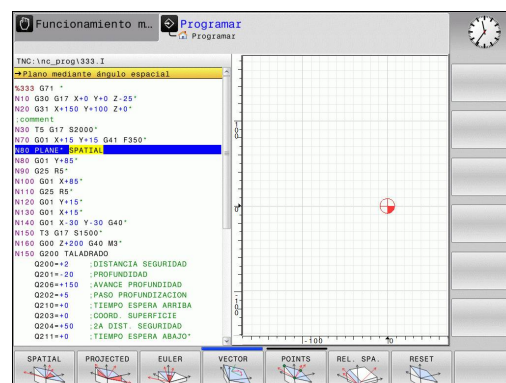 Funcionamiento m…
Programar
Programar
TNC:\nc_prog\333.I
→Plano mediante ángulo espacial
%333 G71 *
N10 G30 G17 X+0 Y+0 Z-25*
N20 G31 X+150 Y+100 Z+0*
;comment
N30 T5 G17 S2000*
N70 G01 X+15 Y+15 G41 F350*
N80 PLANE* SPATIAL
N80 G01 Y+85*
N90 G25 R5*
N100 G01 X+85*
N110 G25 R5*
N120 G01 Y+15*
N130 G01 X+15*
N140 G01 X-30 Y-30 G40*
N150 T3 G17 S1500*
N160 G00 Z+200 G40 M3*
N150 G200 TALADRADO
Q200=+2 ;DISTANCIA SEGURIDAD
Q201=-20 ;PROFUNDIDAD
Q206=+150 ;AVANCE PROFUNDIDAD
Q202=+5 ;PASO PROFUNDIZACION
Q210=+0 ;TIEMPO ESPERA ARRIBA
Q203=+0 ;COORD. SUPERFICIE
Q204=+50 ;2A DIST. SEGURIDAD
Q211=+0 ;TIEMPO ESPERA ABAJO*
100
0
-100
-100
0
SPATIAL
PROJECTED
EULER
VECTOR
POINTS
REL. SPA.
RESET